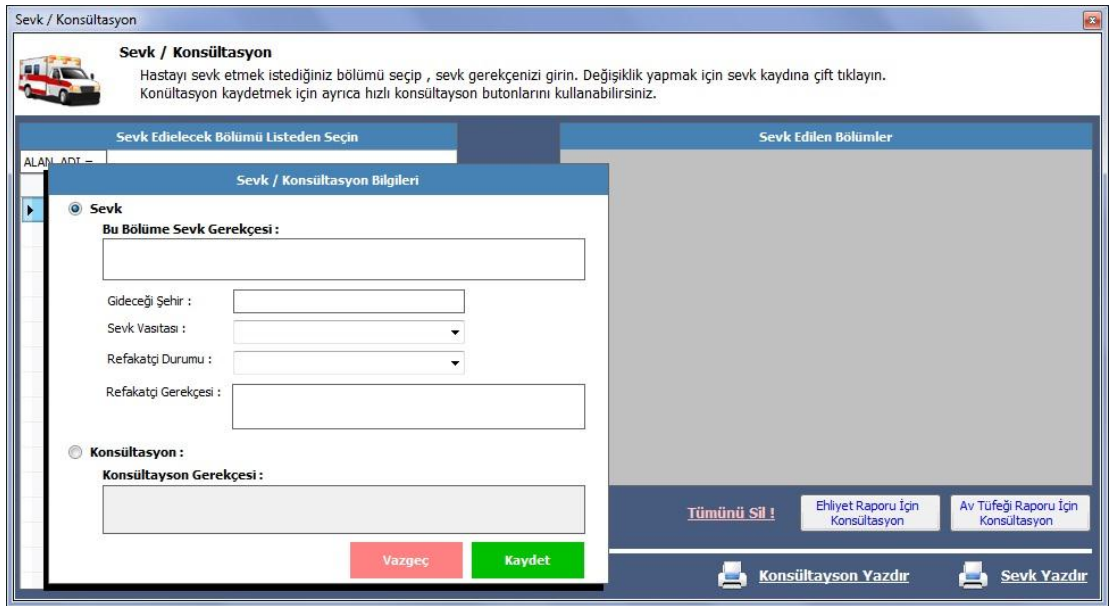 Sevk / Konsültasyon
Sevk / Konsültasyon
Hastayı sevk etmek istediğiniz bölümü seçip , sevk gerekçenizi girin. Değişiklik yapmak için sevk kaydına çift tıklayın.
Konültasyon kaydetmek için ayrıca hızlı konsültayson butonlarını kullanabilirsiniz.
Sevk Edielecek Bölümü Listeden Seçin
Sevk Edilen Bölümler
ALAN_ADI =
Sevk / Konsültasyon Bilgileri
Sevk
Bu Bölüme Sevk Gerekçesi :
Gideceği Şehir :
Sevk Vasıtası :
Refakatçi Durumu :
Refakatçi Gerekçesi :
Konsültasyon :
Konsültayson Gerekçesi :
Vazgeç
Kaydet
Tümünü Sil !
Ehliyet Raporu İçin
Konsültasyon
Av Tüfeği Raporu İçin
Konsültasyon
Konsültayson Yazdır
Sevk Yazdır